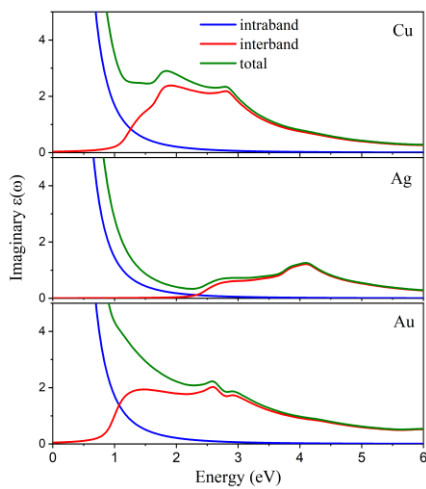 intraband
interband
total
Cu
4
2
0
Ag
4
2
0
Imaginary ε(ω)
Au
4
2
0
0 1 2 3 4 5 6
Energy (eV)